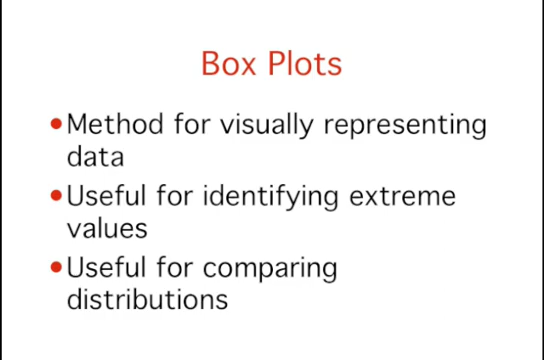 Box Plots
•Method for visually representing
data
•Useful for identifying extreme
values
•Useful for comparing
distributions